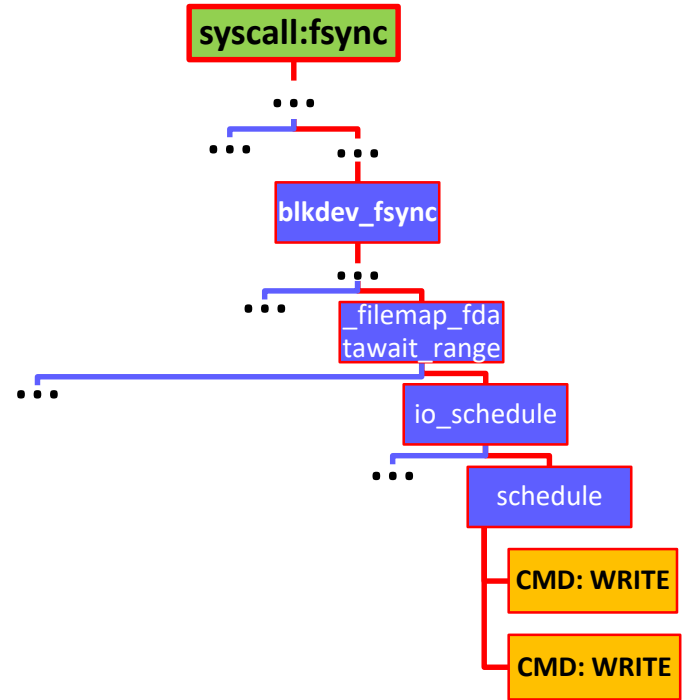 syscall:fsync
...
...
...
blkdev_fsync
...
...
_filemap_fda
tawait_range
...
io_schedule
...
schedule
CMD: WRITE
CMD: WRITE